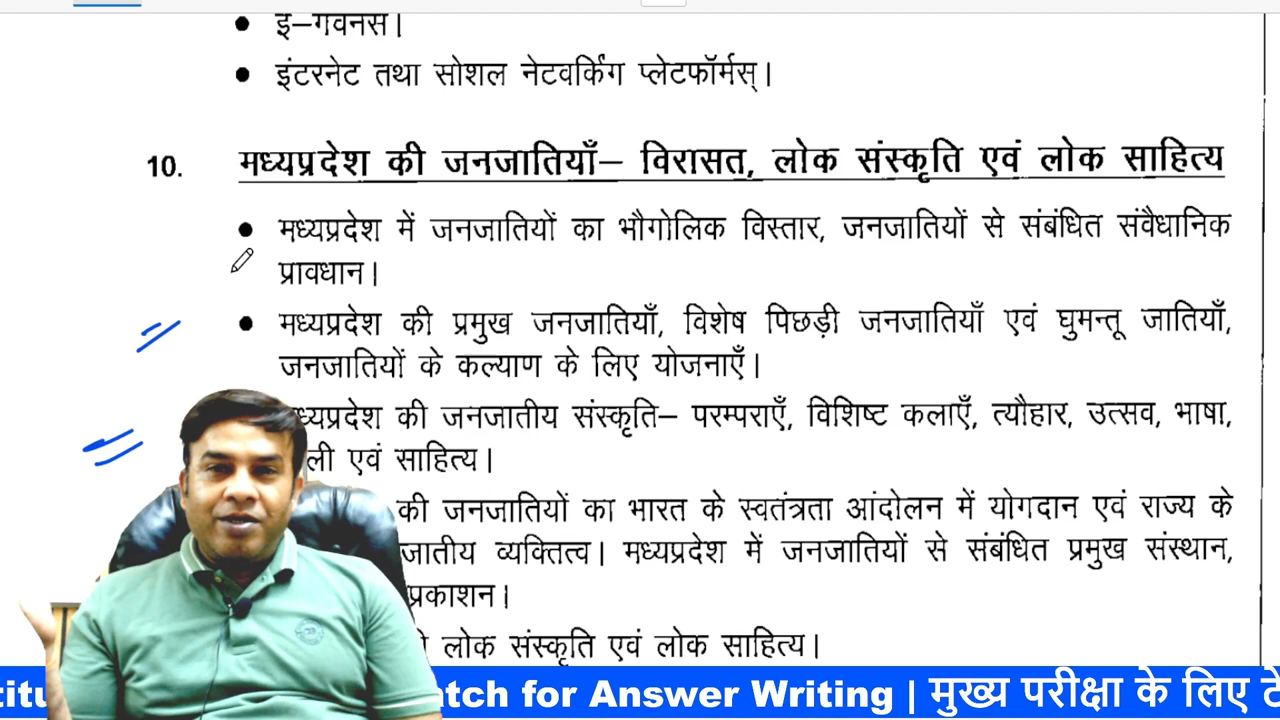 ई–गवर्नेंस।
इंटरनेट तथा सोशल नेटवर्किंग प्लेटफॉर्मस्।
10. मध्यप्रदेश की जनजातियाँ– विरासत, लोक संस्कृति एवं लोक साहित्य
मध्यप्रदेश में जनजातियों का भौगोलिक विस्तार, जनजातियों से संबंधित संवैधानिक
प्रावधान।
मध्यप्रदेश की प्रमुख जनजातियाँ, विशेष पिछड़ी जनजातियाँ एवं घुमन्तू जातियाँ,
जनजातियों के कल्याण के लिए योजनाएँ।
ध्यप्रदेश की जनजातीय संस्कृति– परम्पराएँ, विशिष्ट कलाएँ, त्यौहार, उत्सव, भाषा,
ली एवं साहित्य।
की जनजातियों का भारत के स्वतंत्रता आंदोलन में योगदान एवं राज्य के
जातीय व्यक्तित्व। मध्यप्रदेश में जनजातियों से संबंधित प्रमुख संस्थान,
प्रकाशन।
लोक संस्कृति एवं लोक साहित्य।
titu atch for Answer Writing | मुख्य परीक्षा के लिए टे